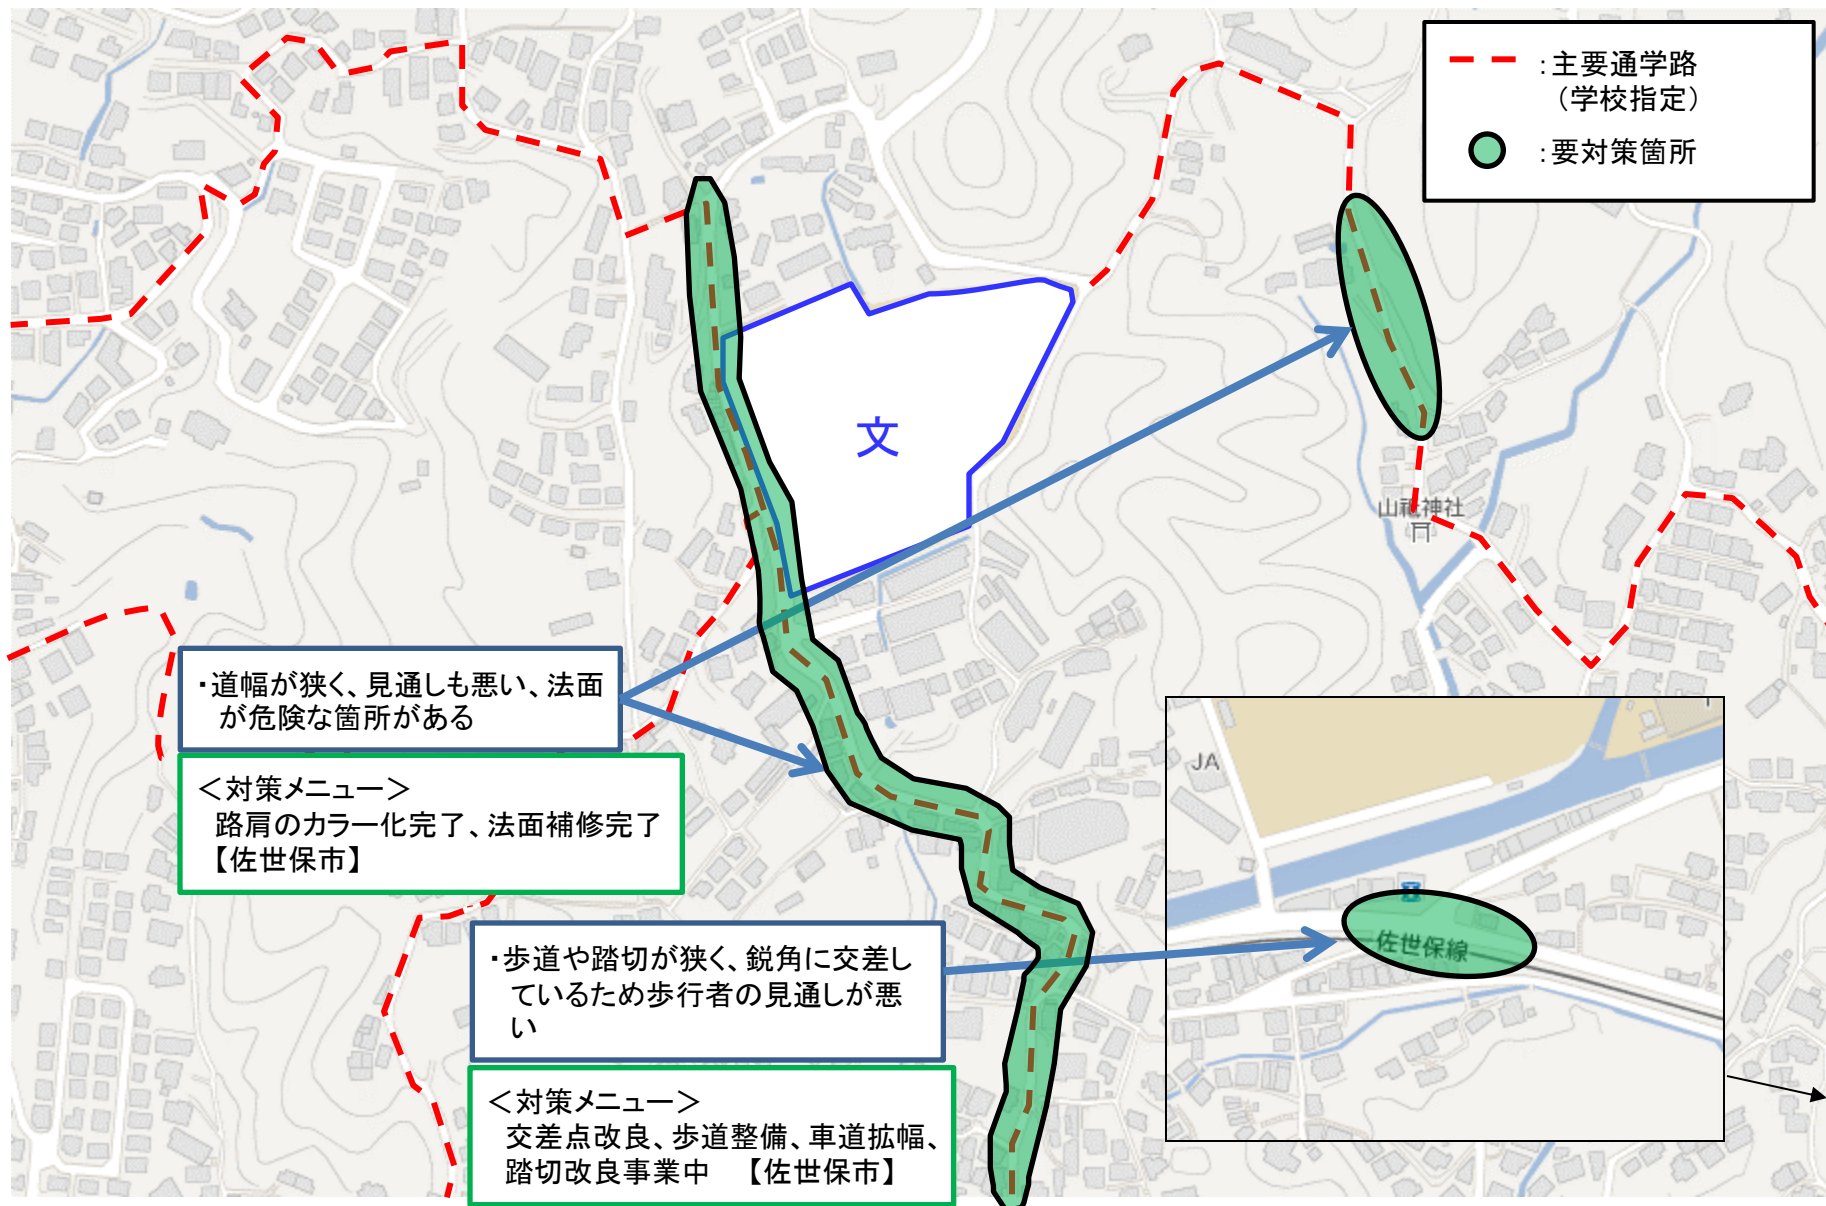 ：主要通学路
（学校指定）
：要対策箇所
文
山祇神社
・道幅が狭く、見通しも悪い、法面
が危険な箇所がある
＜対策メニュー＞
路肩のカラー化完了、法面補修完了
【佐世保市】
JA
佐世保線
・歩道や踏切が狭く、鋭角に交差し
ているため歩行者の見通しが悪
い
＜対策メニュー＞
交差点改良、歩道整備、車道拡幅、
踏切改良事業中　【佐世保市】